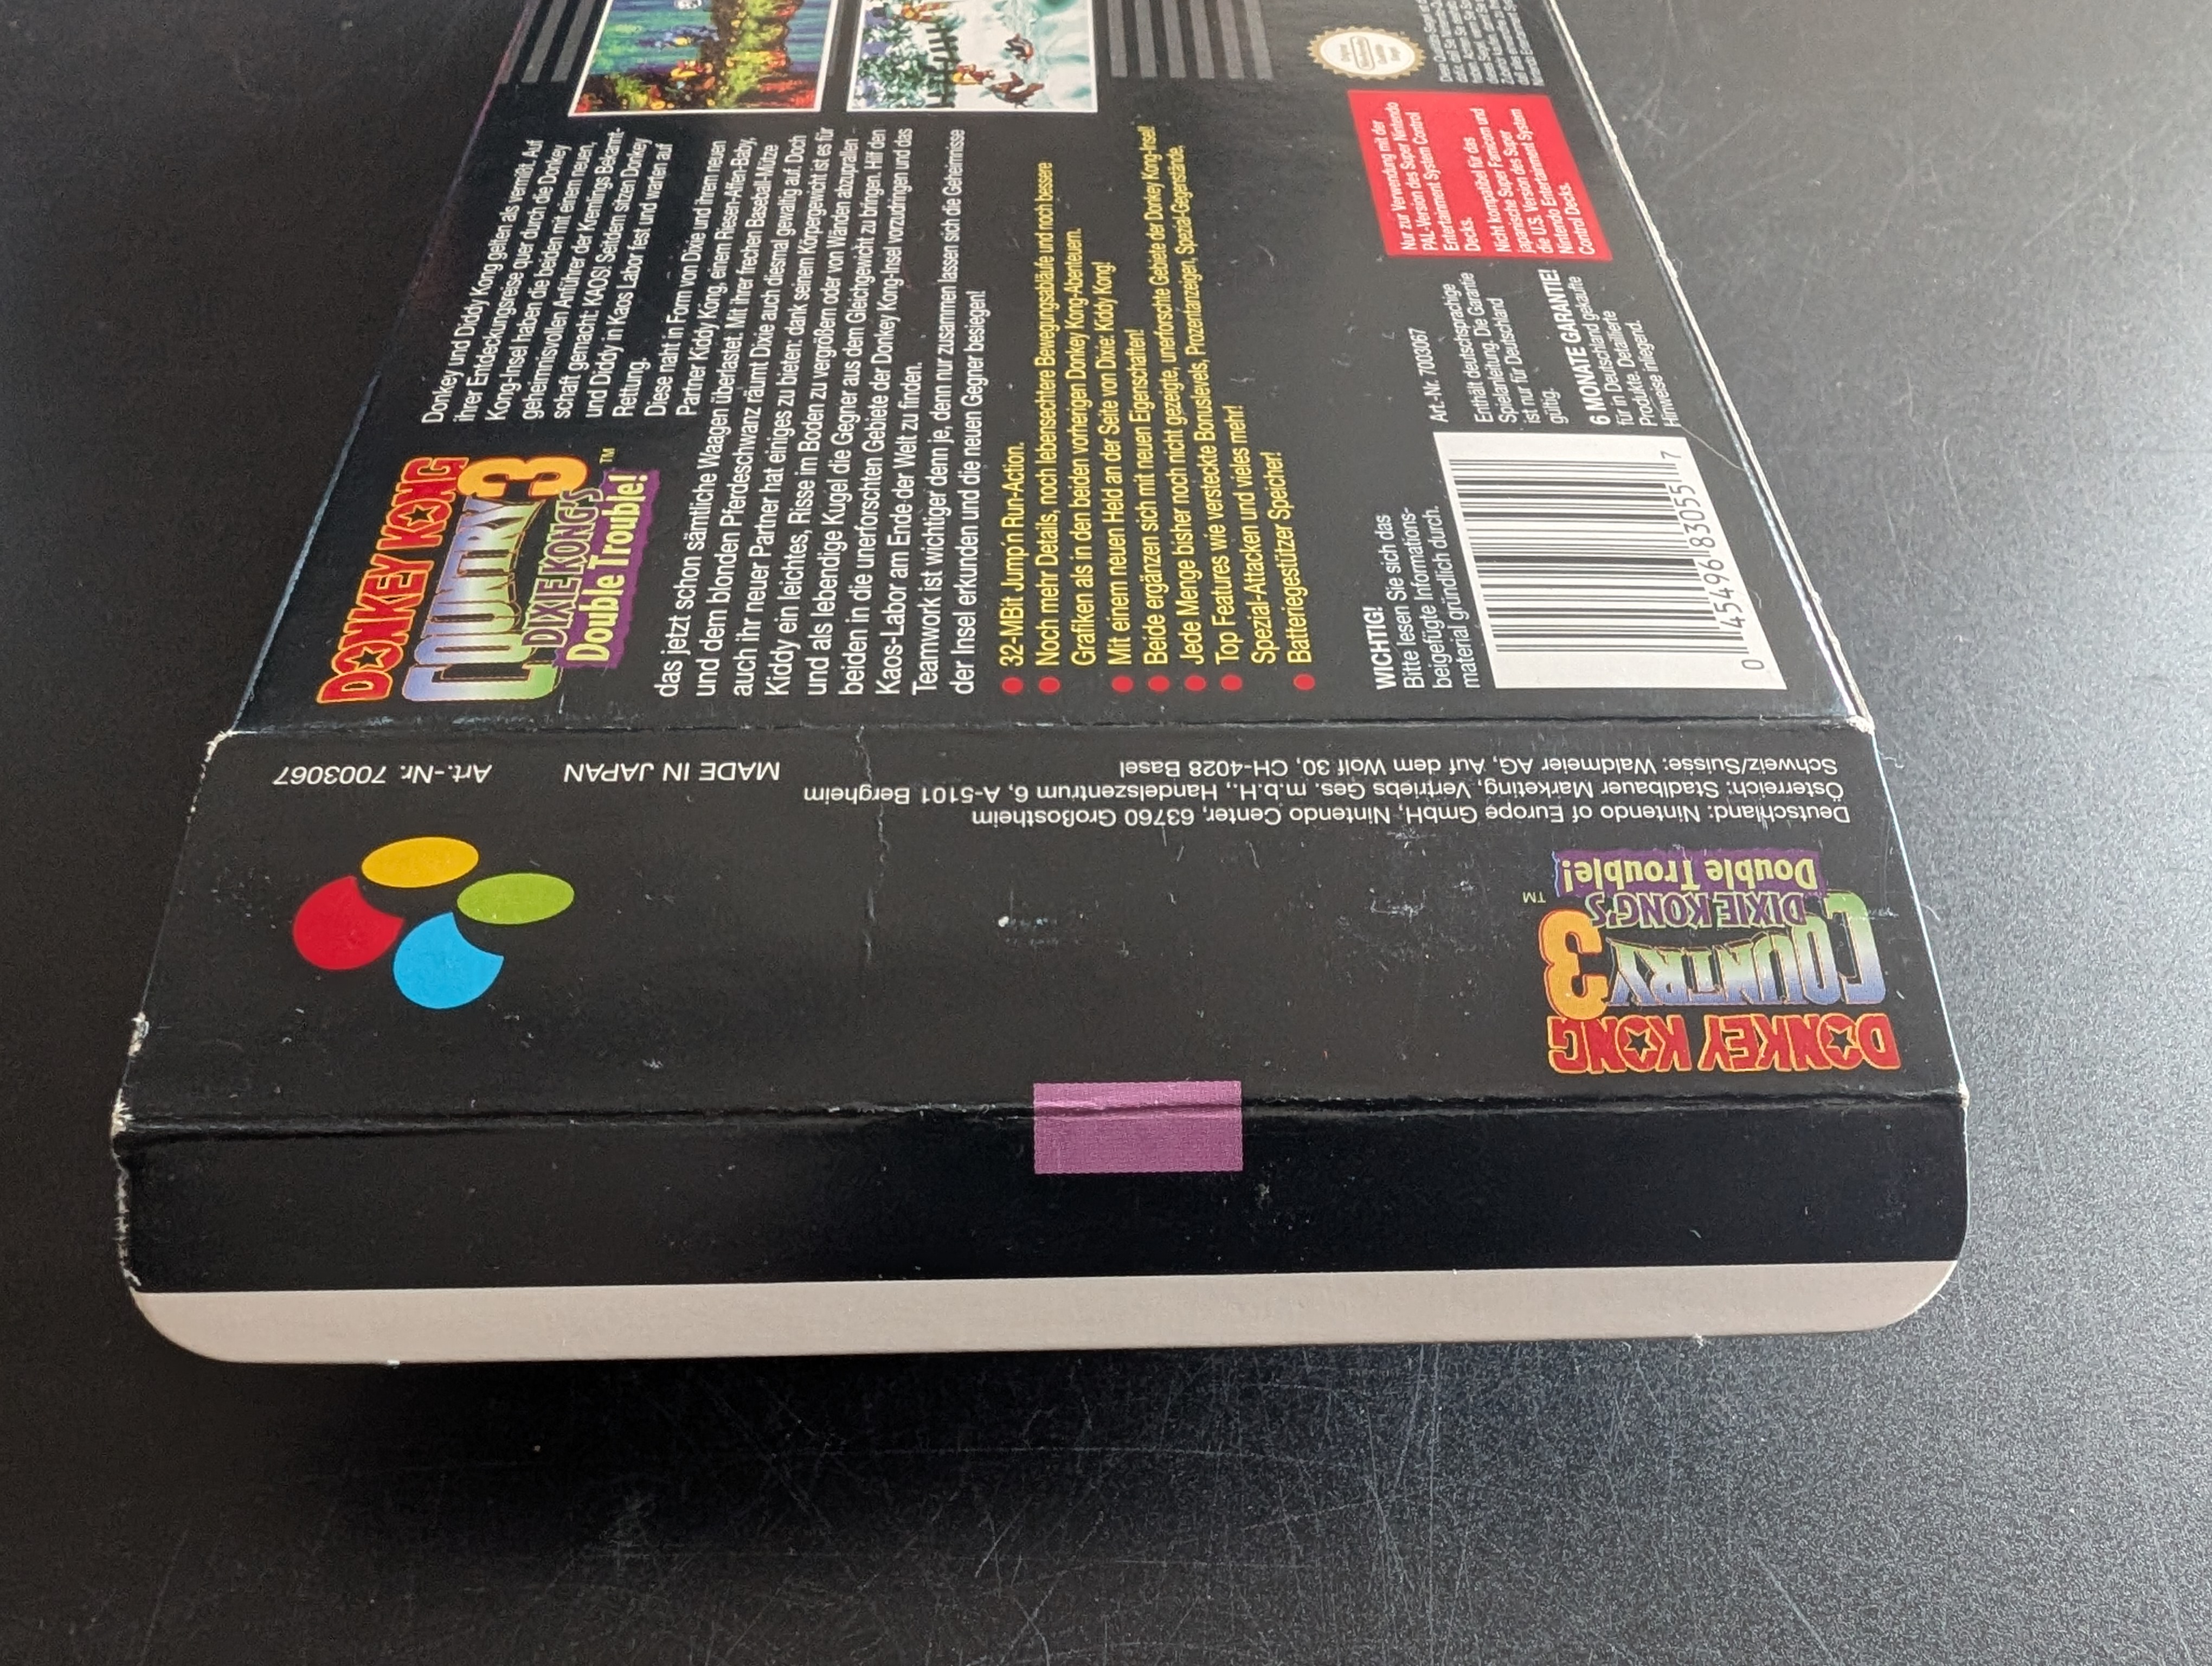 DONKEY KONG
COUNTRY 3
DIXIE KONG'S
Double Trouble!™
Donkey und Diddy Kong gelten als vermißt. Auf
ihrer Entdeckungsreise quer durch die Donkey
Kong-Insel haben die beiden mit einem neuen,
geheimnisvollen Anführer der Kremlings Bekannt-
schaft gemacht: KAOS! Seitdem sitzen Donkey
und Diddy in Kaos Labor fest und warten auf
Rettung.
Diese naht in Form von Dixie und ihrem neuen
Partner Kiddy Kong, einem Riesen-Affen-Baby,
das jetzt schon sämtliche Waagen überlastet. Mit ihrer frechen Baseball-Mütze
und dem blonden Pferdeschwanz räumt Dixie auch diesmal gewaltig auf. Doch
auch ihr neuer Partner hat einiges zu bieten: dank seinem Körpergewicht ist es für
Kiddy ein leichtes, Risse im Boden zu vergrößern oder von Wänden abzuprallen
und als lebendige Kugel die Gegner aus dem Gleichgewicht zu bringen. Hilf den
beiden in die unerforschten Gebiete der Donkey Kong-Insel vorzudringen und das
Kaos-Labor am Ende der Welt zu finden.
Teamwork ist wichtiger denn je, denn nur zusammen lassen sich die Geheimnisse
der Insel erkunden und die neuen Gegner besiegen!
32-MBit Jump'n Run-Action.
Noch mehr Details, noch lebensechtere Bewegungsabläufe und noch bessere
Grafiken als in den beiden vorherigen Donkey Kong-Abenteuern.
Mit einem neuen Held an der Seite von Dixie: Kiddy Kong!
Beide ergänzen sich mit neuen Eigenschaften!
Jede Menge bisher noch nicht gezeigte, unerforschte Gebiete der Donkey Kong-Insel!
Top Features wie versteckte Bonuslevels, Prozentanzeigen, Spezial-Gegenstände,
Spezial-Attacken und vieles mehr!
Batteriegestützer Speicher!
WICHTIG!
Bitte lesen Sie sich das
beigefügte Informations-
material gründlich durch.
0 45496 83055 7
Art.-Nr. 7003067
Enthält deutschsprachige
Spielanleitung. Die Garantie
ist nur für Deutschland
gültig.
6 MONATE GARANTIE!
für in Deutschland gekaufte
Produkte. Detaillierte
Hinweise inliegend.
Nur zur Verwendung mit der
PAL-Version des Super Nintendo
Entertainment System Control
Decks.
Nicht kompatibel für das
japanische Super Famicom und
die U.S. Version des Super
Nintendo Entertainment System
Control Decks.
Nintendo
DONKEY KONG
COUNTRY 3
DIXIE KONG'S
Double Trouble!
TM
Deutschland: Nintendo of Europe GmbH, Nintendo Center, 63760 Großostheim
Österreich: Stadlbauer Marketing, Vertriebs Ges. m.b.H., Handelszentrum 6, A-5101 Bergheim
Schweiz/Suisse: Waldmeier AG, Auf dem Wolf 30, CH-4028 Basel
MADE IN JAPAN
Art.-Nr. 7003067